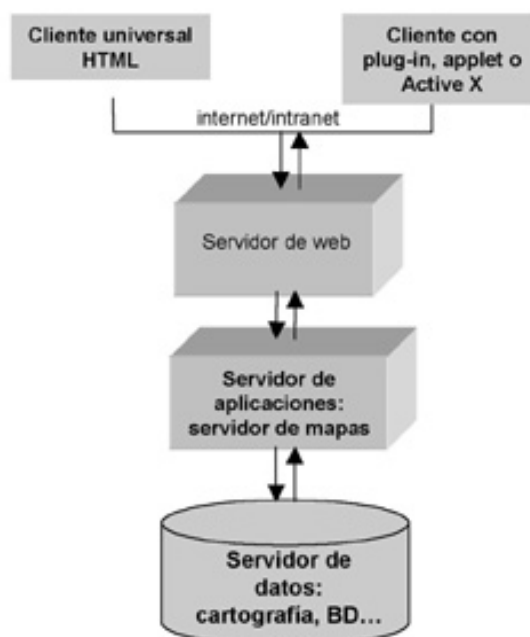 Cliente universal
HTML
Cliente con
plug-in, applet o
Active X
internet/intranet
Servidor de web
Servidor de
aplicaciones:
servidor de mapas
Servidor de
datos:
cartografía, BD...